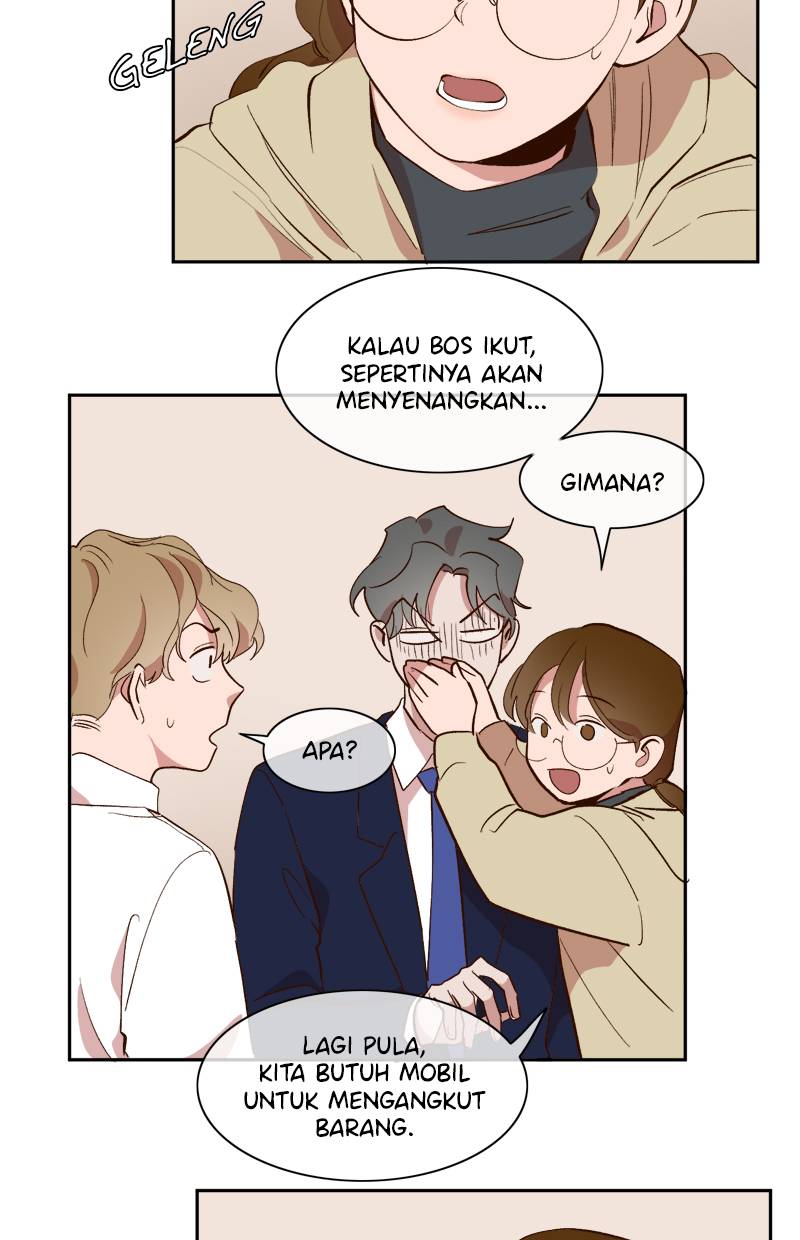 GELENG
KALAU BOS IKUT,
SEPERTINYA AKAN
MENYENANGKAN...
GIMANA?
APA?
LAGI PULA,
KITA BUTUH MOBIL
UNTUK MENGANGKUT
BARANG.